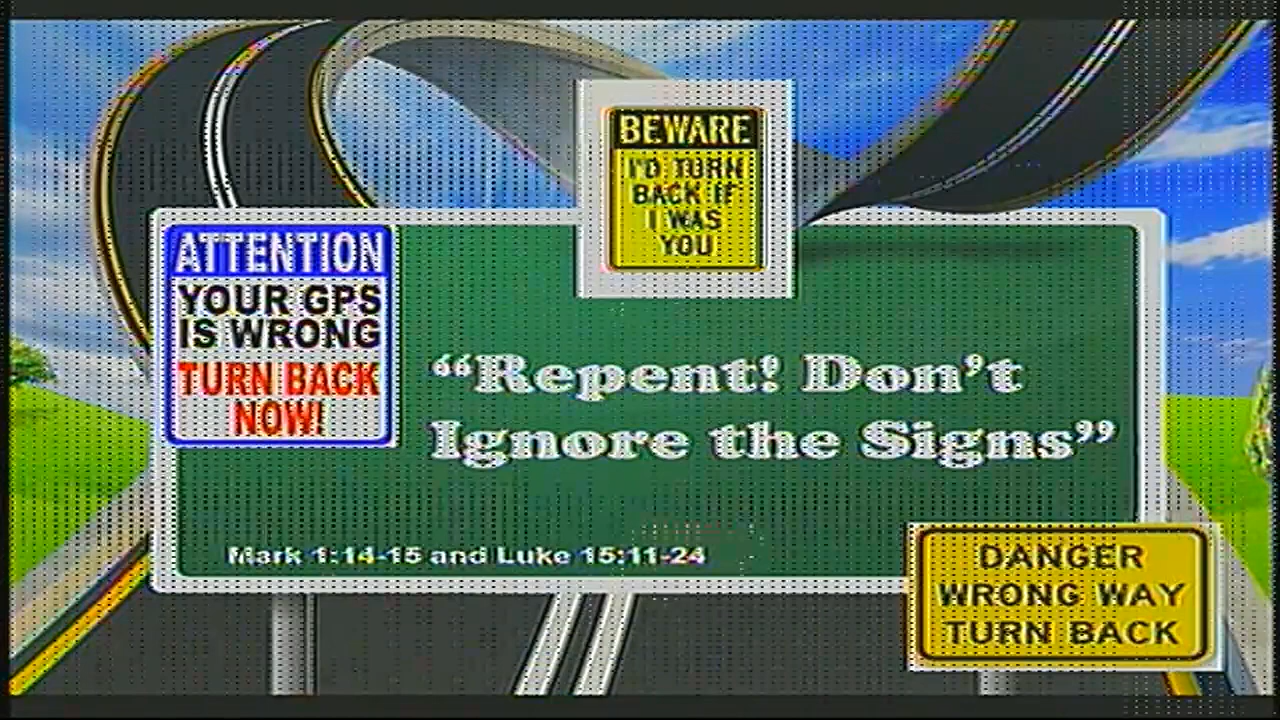 BEWARE
I'D TURN
BACK IF
I WAS
YOU
ATTENTION
YOUR GPS
IS WRONG
TURN BACK
NOW!
“Repent! Don’t
Ignore the Signs”
Mark 1:14-15 and Luke 15:11-24
DANGER
WRONG WAY
TURN BACK